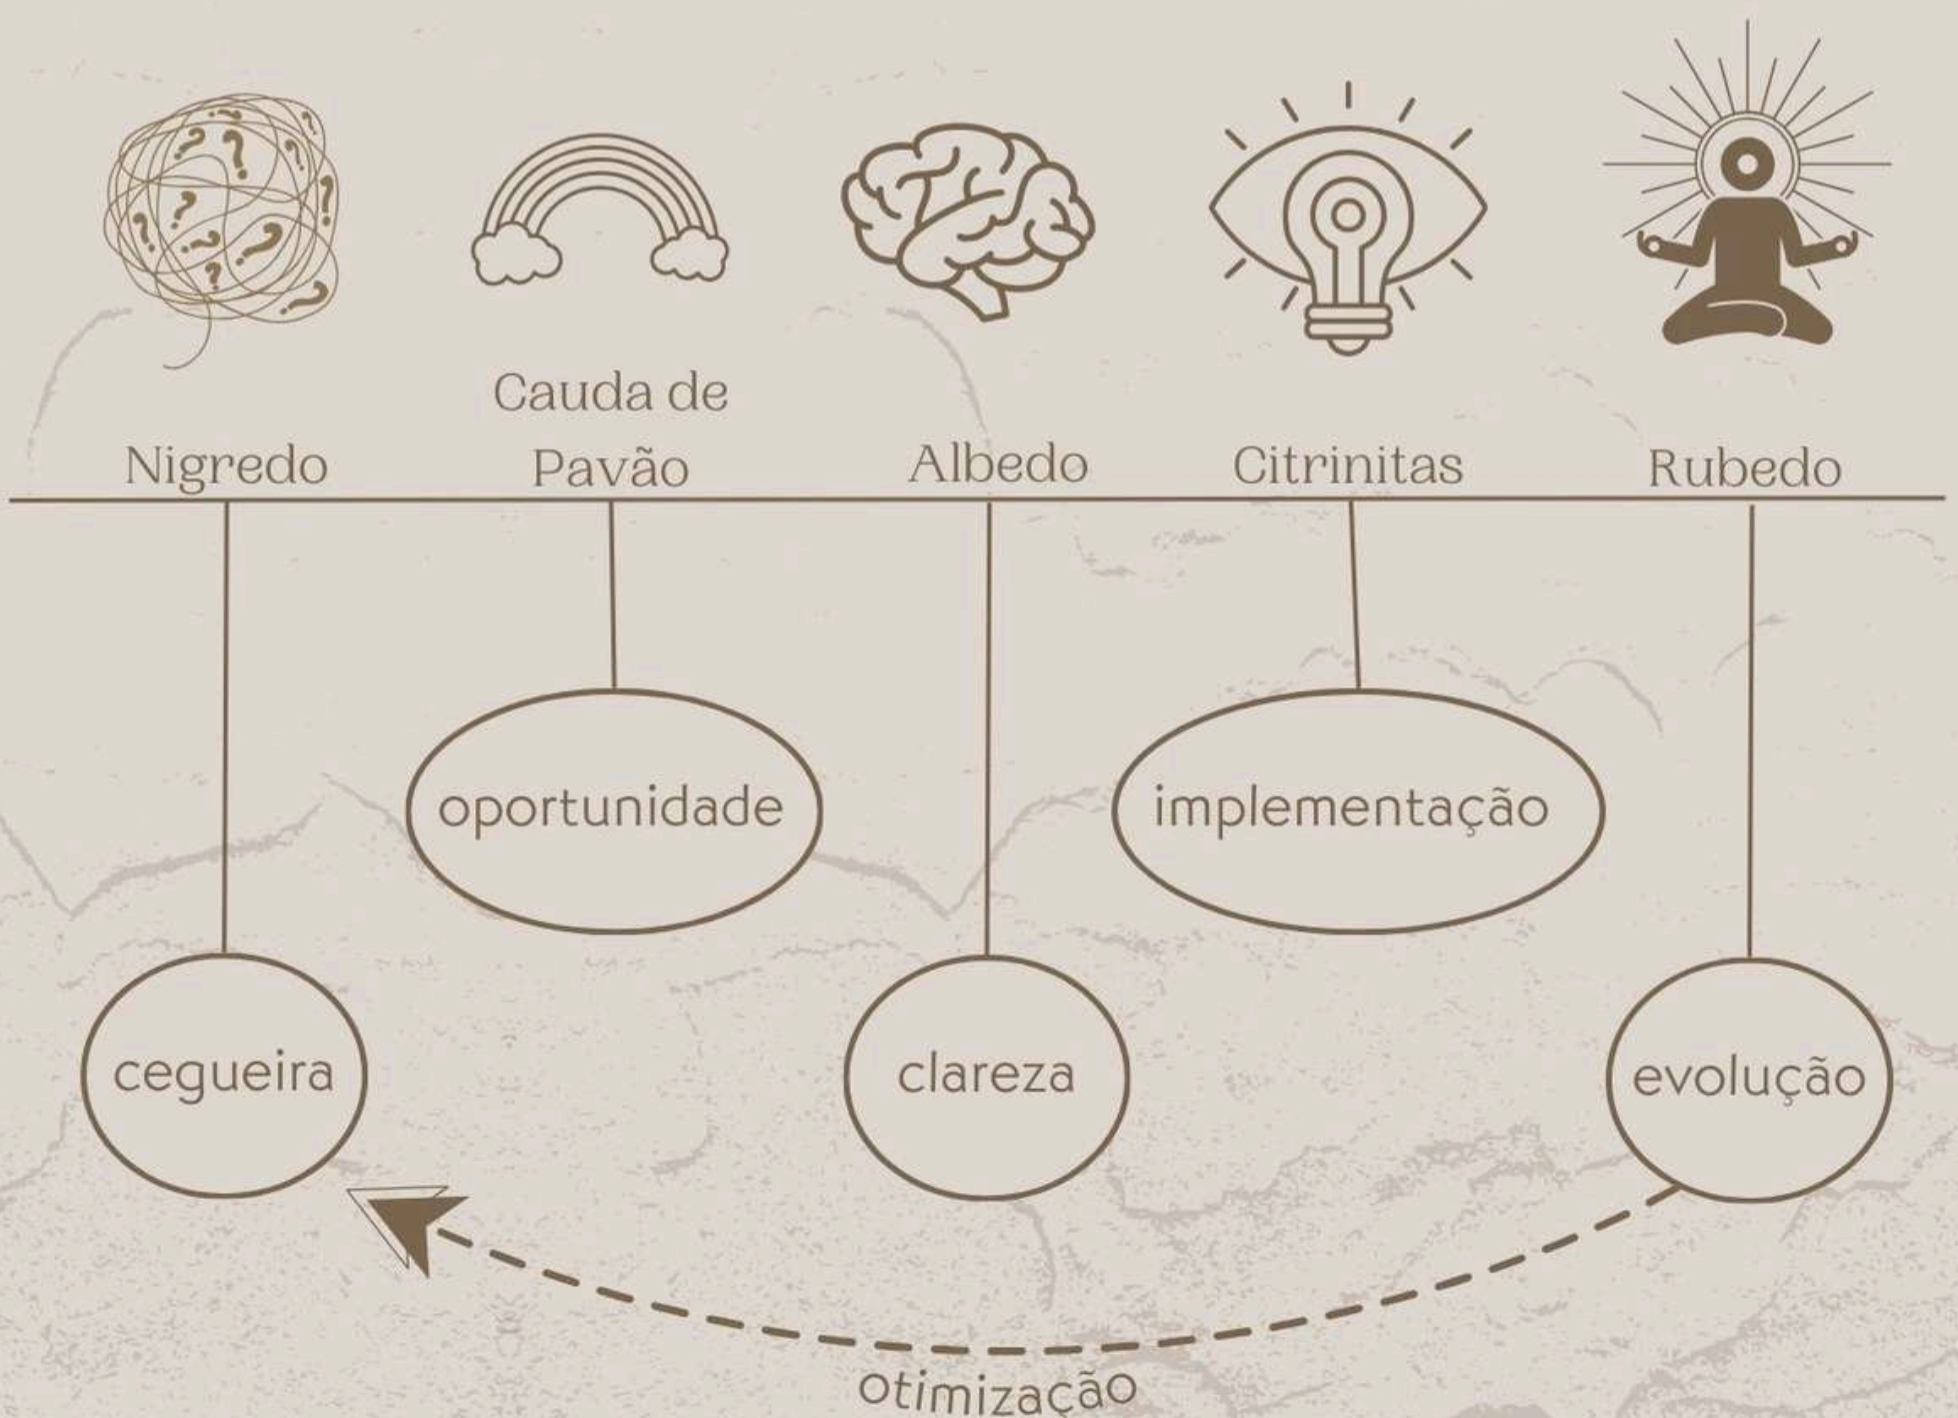 Cauda de
Nigredo Pavão Albedo Citrinitas Rubedo
oportunidade implementação
cegueira clareza evolução
otimização